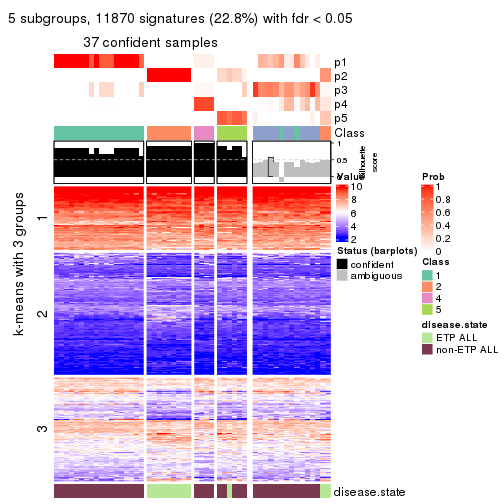 5 subgroups, 11870 signatures (22.8%) with fdr < 0.05
37 confident samples
p1
p2
p3
p4
p5
Class
1
0.5
0
Silhouette
score
k-means with 3 groups
1
2
3
disease.state
Value
10
8
6
4
2
Status (barplots)
confident
ambiguous
Prob
1
0.8
0.6
0.4
0.2
0
Class
1
2
4
5
disease.state
ETP ALL
non-ETP ALL